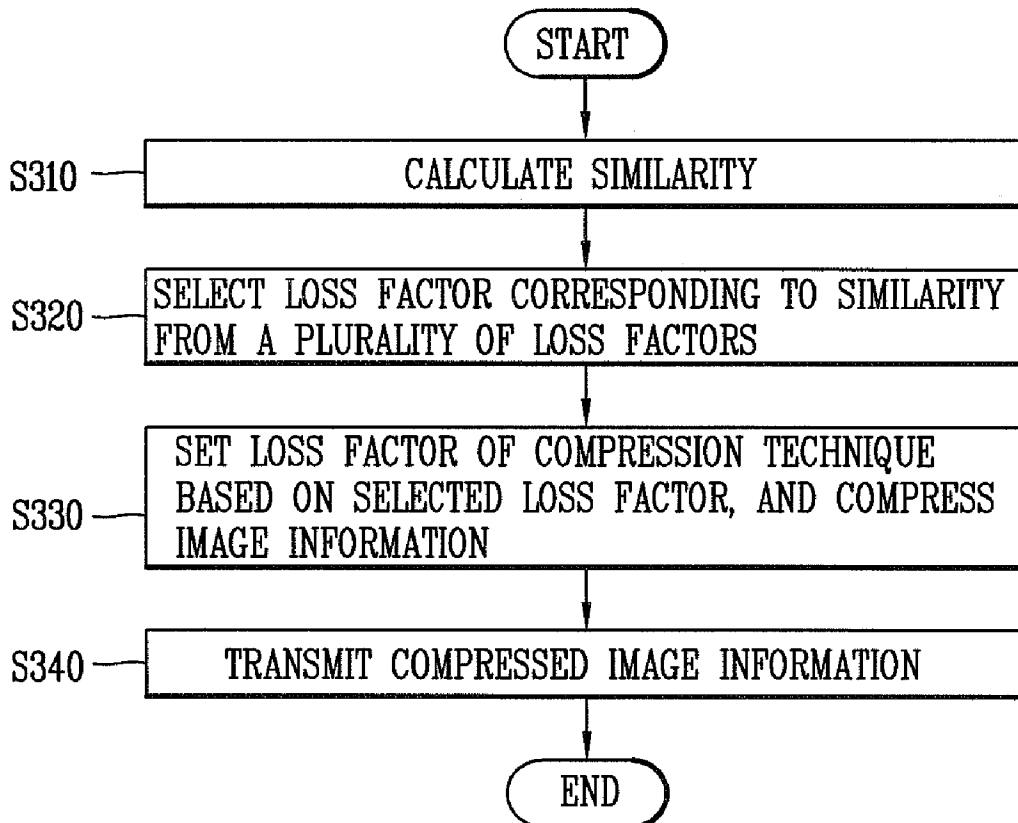 START
S310
CALCULATE SIMILARITY
S320
SELECT LOSS FACTOR CORRESPONDING TO SIMILARITY
FROM A PLURALITY OF LOSS FACTORS
S330
SET LOSS FACTOR OF COMPRESSION TECHNIQUE
BASED ON SELECTED LOSS FACTOR, AND COMPRESS
IMAGE INFORMATION
S340
TRANSMIT COMPRESSED IMAGE INFORMATION
END